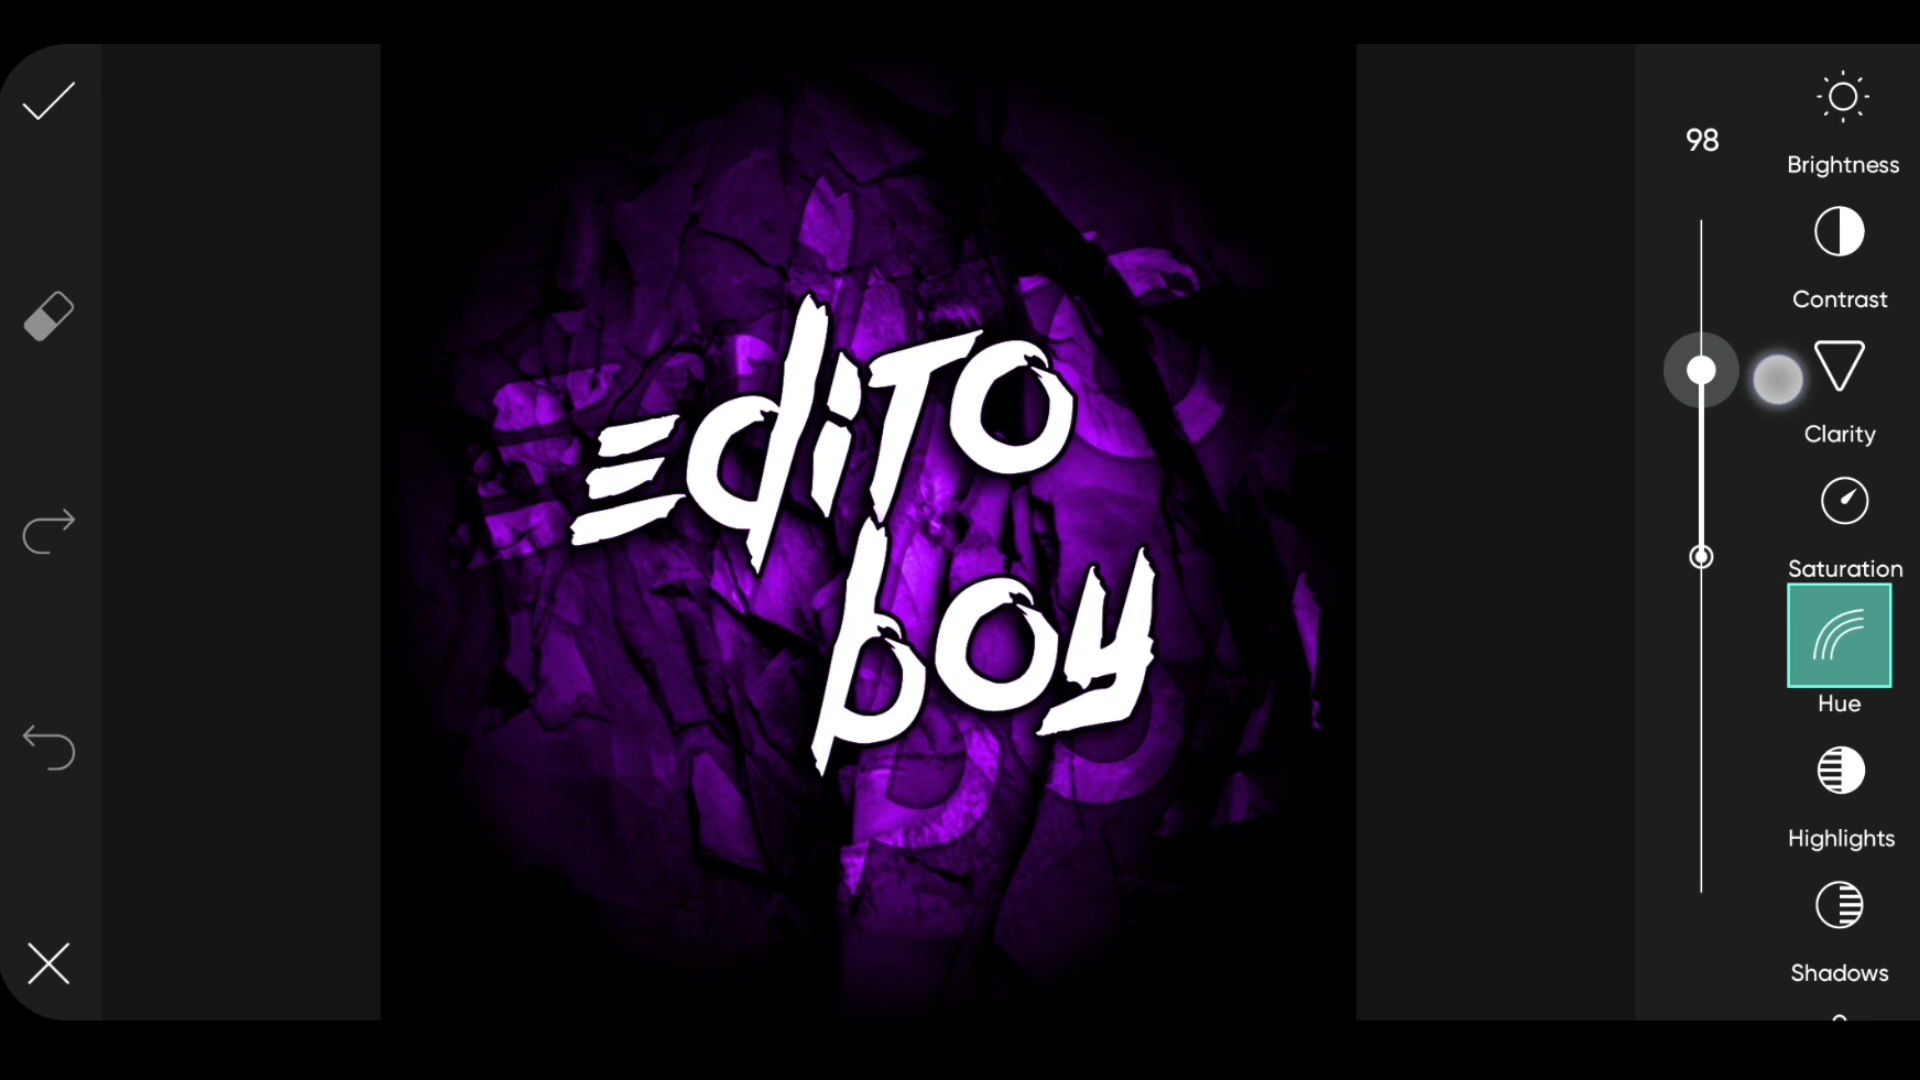 EdiTO
boy
98
Brightness
Contrast
Clarity
Saturation
Hue
Highlights
Shadows